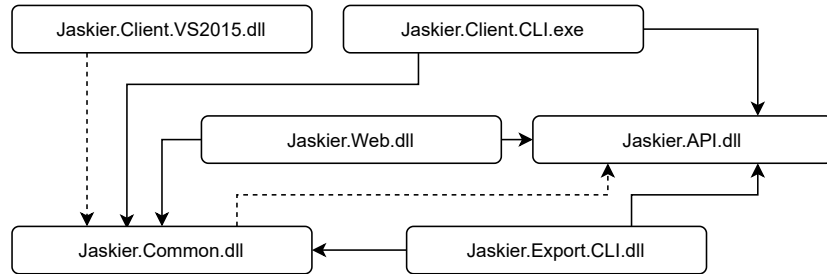 Jaskier.Client.VS2015.dll
Jaskier.Client.CLI.exe
Jaskier.Web.dll
Jaskier.API.dll
Jaskier.Common.dll
Jaskier.Export.CLI.dll